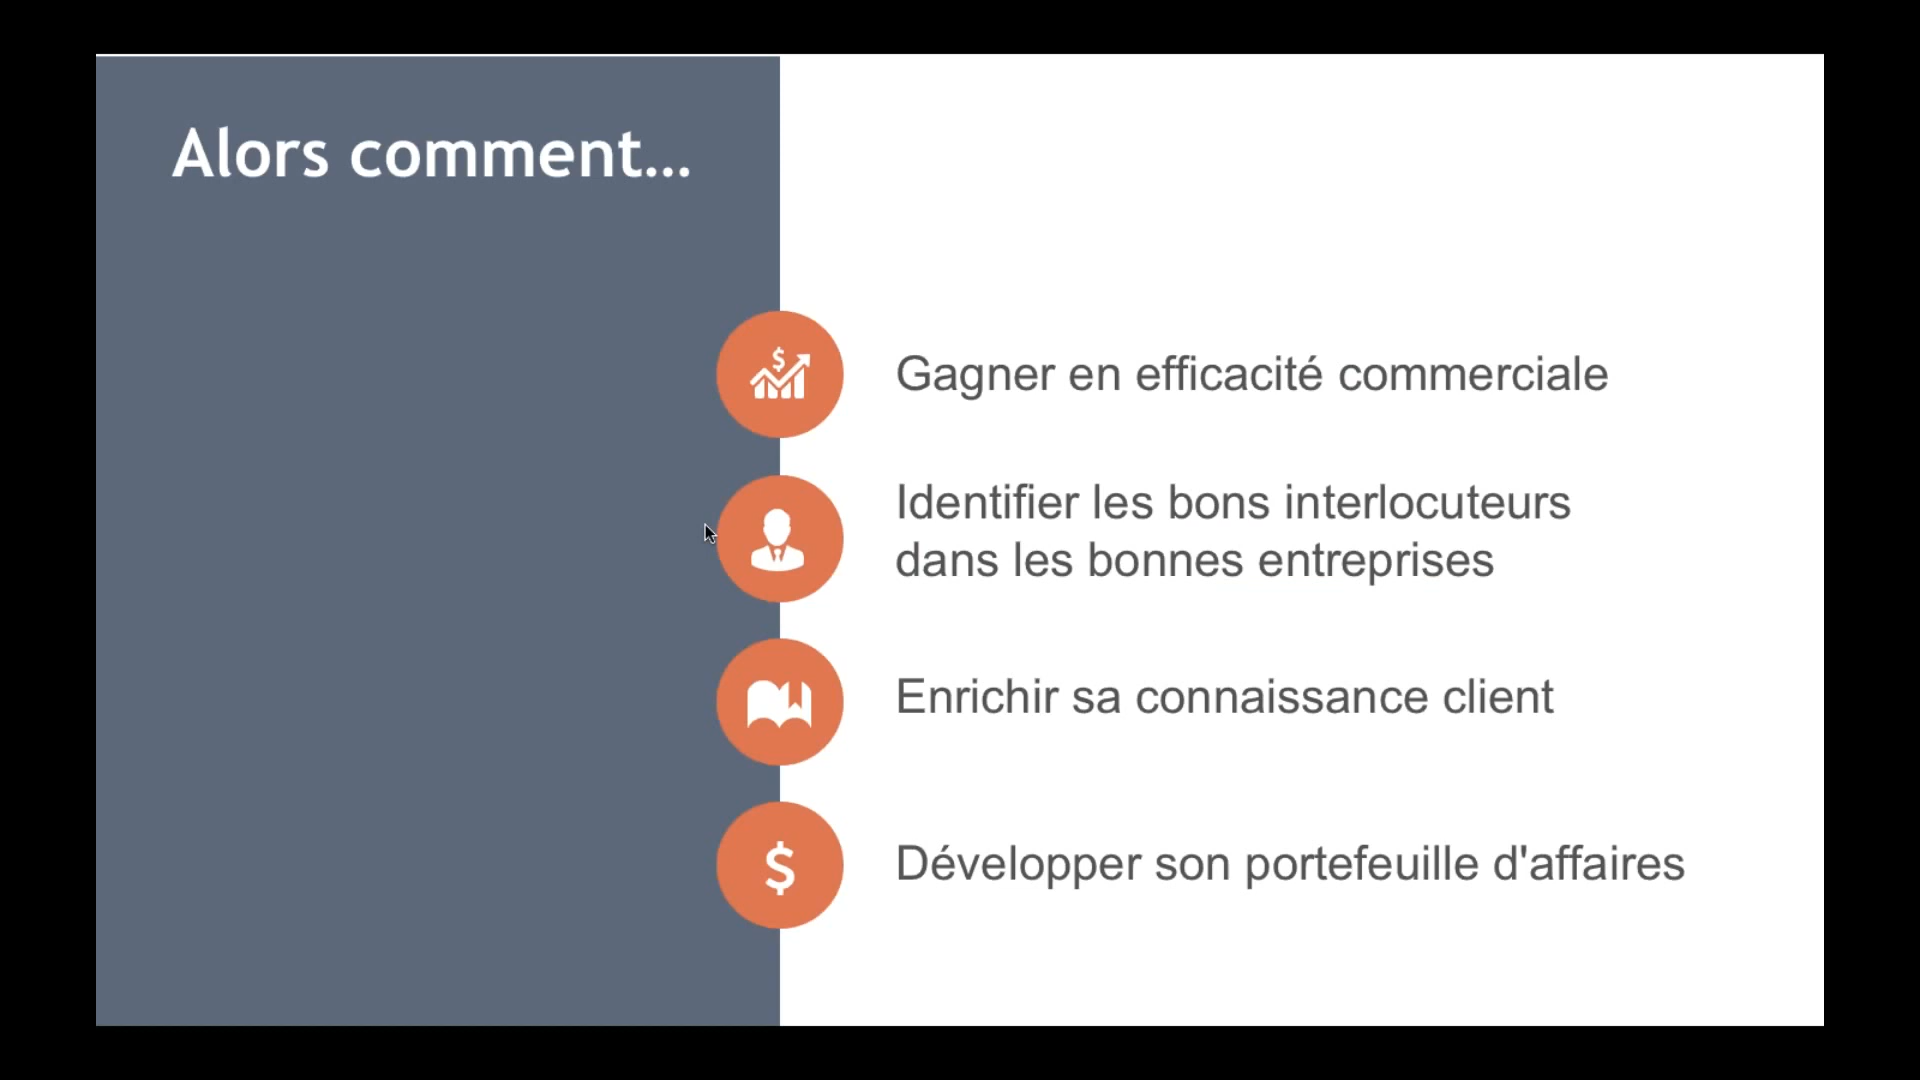 Alors comment...
Gagner en efficacité commerciale
Identifier les bons interlocuteurs
dans les bonnes entreprises
Enrichir sa connaissance client
Développer son portefeuille d'affaires